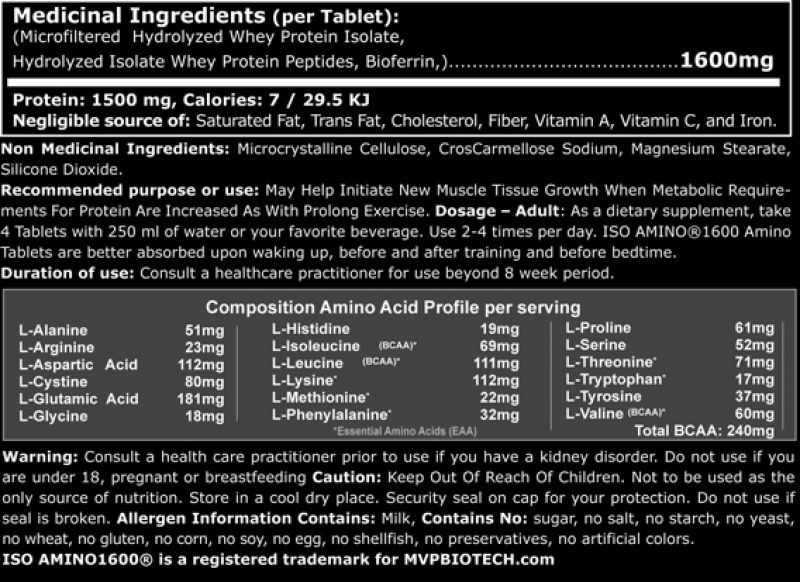 Medicinal Ingredients (per Tablet):
(Microfiltered Hydrolyzed Whey Protein Isolate,
Hydrolyzed Isolate Whey Protein Peptides, Bioferrin,).......................................1600mg
Protein: 1500 mg, Calories: 7 / 29.5 KJ
Negligible source of: Saturated Fat, Trans Fat, Cholesterol, Fiber, Vitamin A, Vitamin C, and Iron.
Non Medicinal Ingredients: Microcrystalline Cellulose, CrosCarmellose Sodium, Magnesium Stearate,
Silicone Dioxide.
Recommended purpose or use: May Help Initiate New Muscle Tissue Growth When Metabolic Require-
ments For Protein Are Increased As With Prolong Exercise. Dosage – Adult: As a dietary supplement, take
4 Tablets with 250 ml of water or your favorite beverage. Use 2-4 times per day. ISO AMINO®1600 Amino
Tablets are better absorbed upon waking up, before and after training and before bedtime.
Duration of use: Consult a healthcare practitioner for use beyond 8 week period.
Composition Amino Acid Profile per serving
L-Alanine 51mg
L-Arginine 23mg
L-Aspartic Acid 112mg
L-Cystine 80mg
L-Glutamic Acid 181mg
L-Glycine 18mg
L-Histidine 19mg
L-Isoleucine (BCAA)* 69mg
L-Leucine (BCAA)* 111mg
L-Lysine* 112mg
L-Methionine* 22mg
L-Phenylalanine* 32mg
*Essential Amino Acids (EAA)
L-Proline 61mg
L-Serine 52mg
L-Threonine* 71mg
L-Tryptophan* 17mg
L-Tyrosine 37mg
L-Valine (BCAA)* 60mg
Total BCAA: 240mg
Warning: Consult a health care practitioner prior to use if you have a kidney disorder. Do not use if you
are under 18, pregnant or breastfeeding Caution: Keep Out Of Reach Of Children. Not to be used as the
only source of nutrition. Store in a cool dry place. Security seal on cap for your protection. Do not use if
seal is broken. Allergen Information Contains: Milk, Contains No: sugar, no salt, no starch, no yeast,
no wheat, no gluten, no corn, no soy, no egg, no shellfish, no preservatives, no artificial colors.
ISO AMINO1600® is a registered trademark for MVPBIOTECH.com